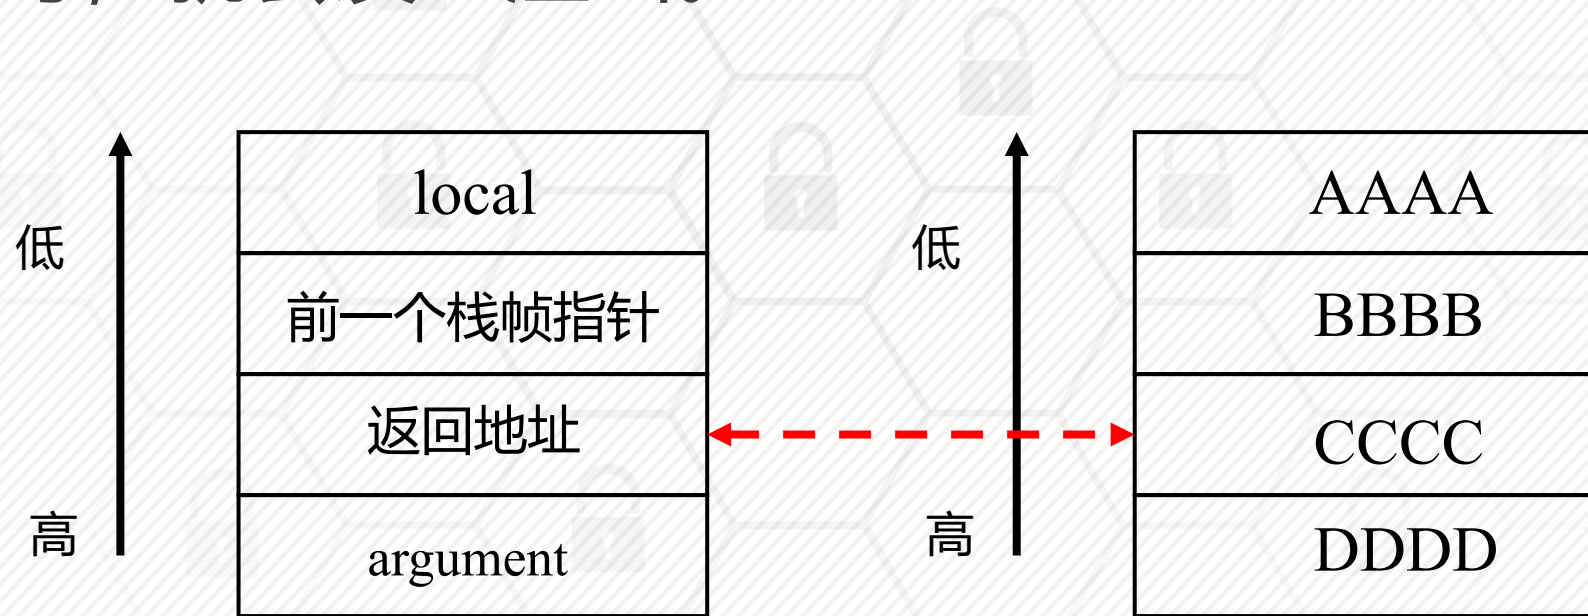 local
低
前一个栈帧指针
返回地址
高
argument
AAAA
低
BBBB
CCCC
高
DDDD